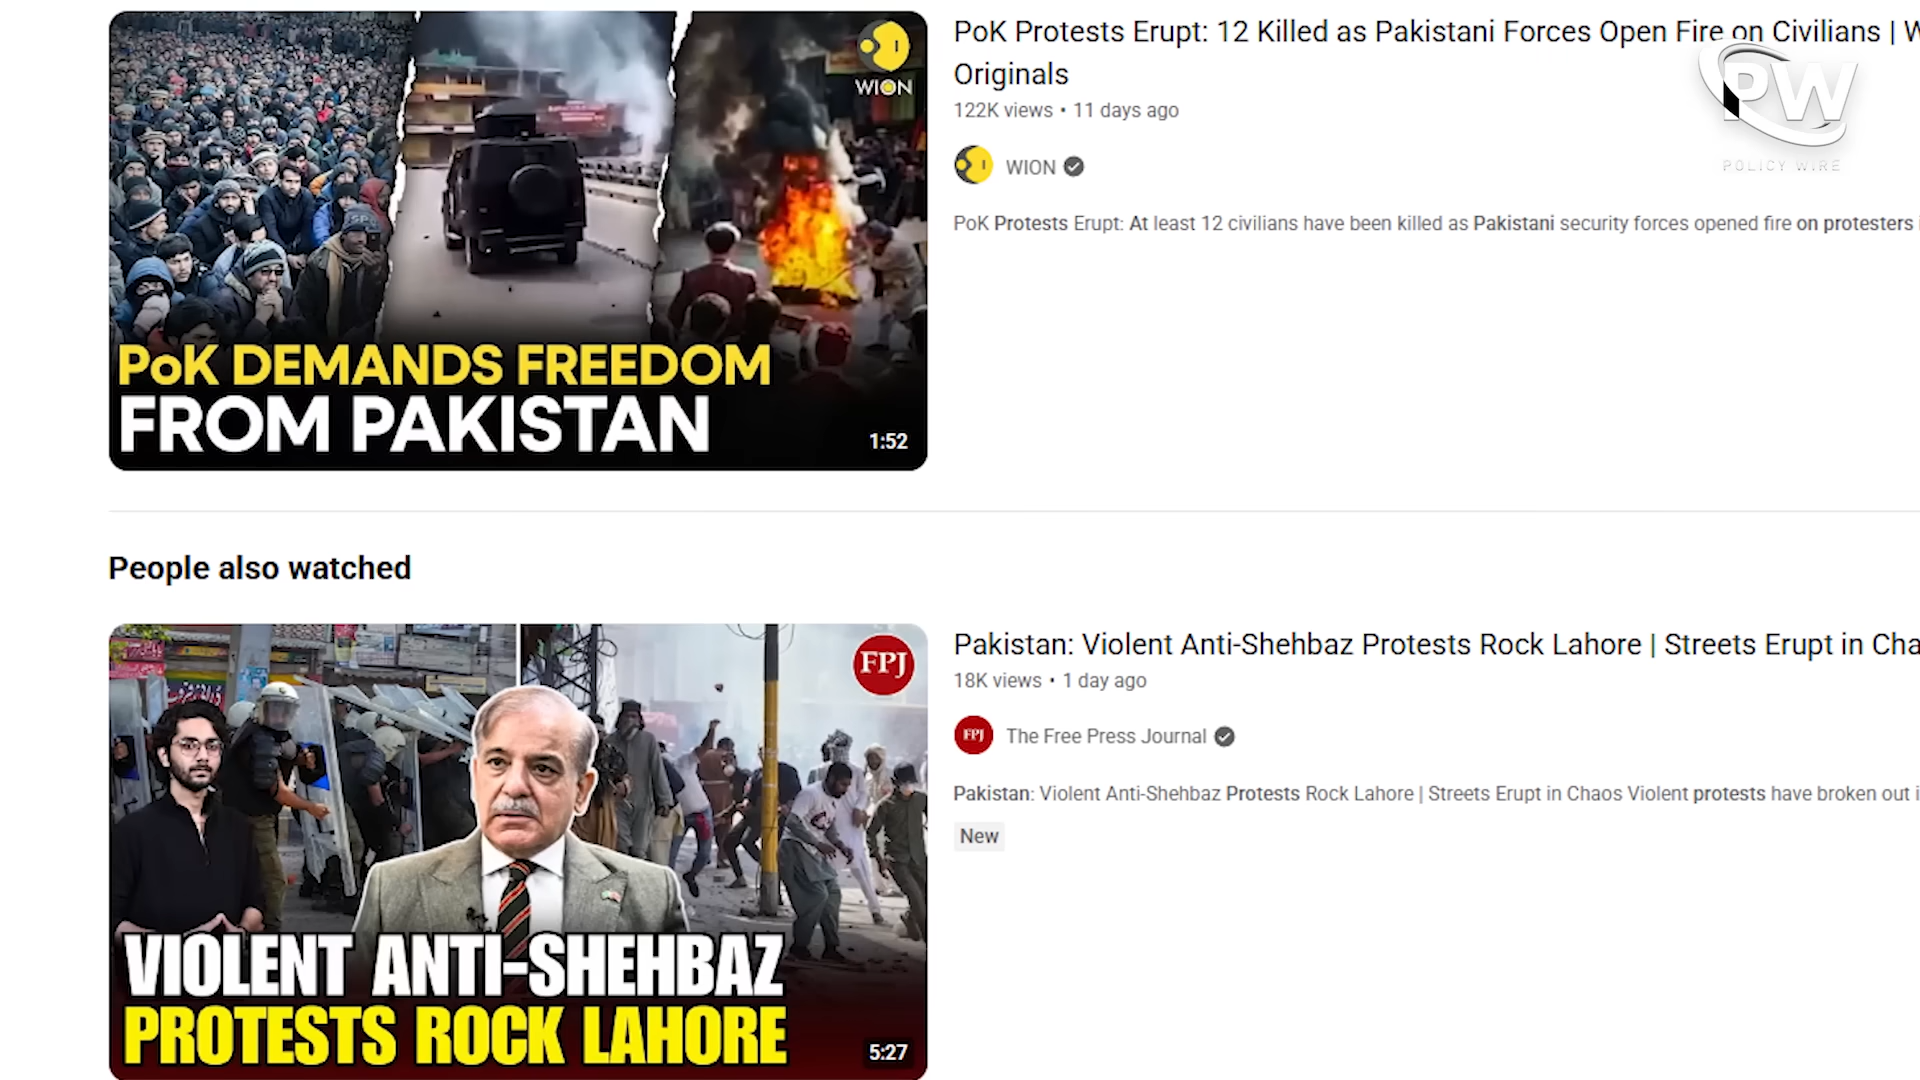 WION
PoK DEMANDS FREEDOM
FROM PAKISTAN
1:52
PoK Protests Erupt: 12 Killed as Pakistani Forces Open Fire on Civilians | W
Originals
122K views • 11 days ago
WION
PoK Protests Erupt: At least 12 civilians have been killed as Pakistani security forces opened fire on protesters i
PW
POLICY WIRE
People also watched
FPJ
VIOLENT ANTI-SHEHBAZ
PROTESTS ROCK LAHORE
5:27
Pakistan: Violent Anti-Shehbaz Protests Rock Lahore | Streets Erupt in Cha
18K views • 1 day ago
FPJ
The Free Press Journal
Pakistan: Violent Anti-Shehbaz Protests Rock Lahore | Streets Erupt in Chaos Violent protests have broken out i
New